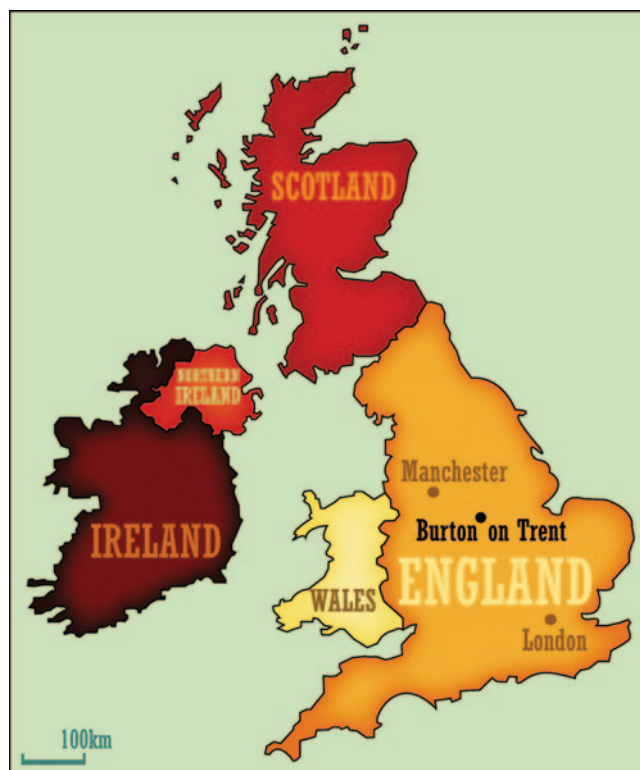 SCOTLAND
NORTHERN
IRELAND
IRELAND
Manchester
Burton on Trent
ENGLAND
WALES
London
100km